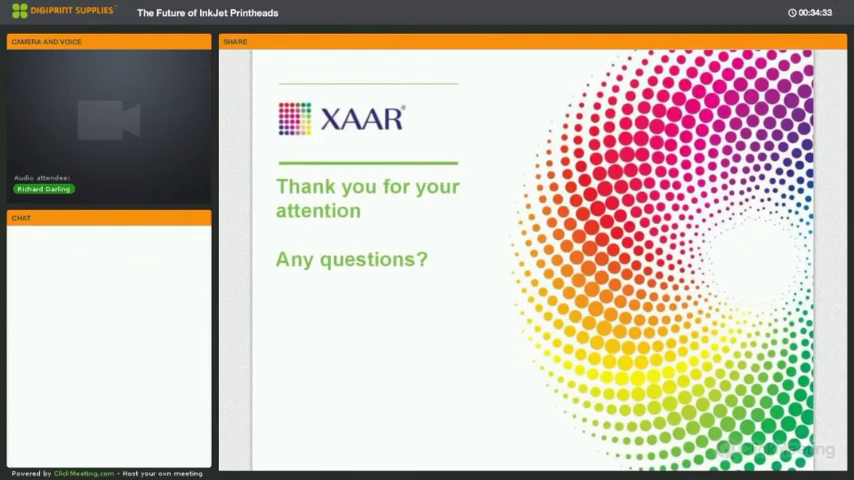 DIGIPRINT SUPPLIES
The Future of InkJet Printheads
00:34:33
CAMERA AND VOICE
Audio attendee:
Richard Darling
CHAT
SHARE
XAAR®
Thank you for your
attention
Any questions?
ClickMeeting
Powered by ClickMeeting.com - Host your own meeting